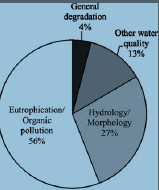 General
degradation
4%
Other water
quality
13%
Eutrophication/
Organic
pollution
56%
Hydrology/
Morphology
27%